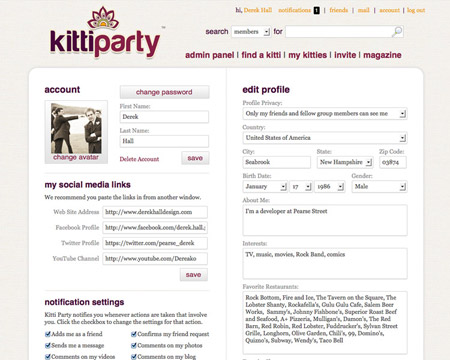 hi, Derek Hall notifications 1 | friends | mail | account | log out
kittiparty
search members for
admin panel | find a kitti | my kitties | invite | magazine
account
change password
First Name:
Derek
Last Name:
Hall
change avatar
Delete Account
save
my social media links
We recommend you paste the links in from another window.
Web Site Address http://www.derekhalldesign.com
Facebook Profile http://www.facebook.com/derek.hall.
Twitter Profile https://twitter.com/pearse_derek
YouTube Channel http://www.youtube.com/Dereako
save
notification settings
Kitti Party notifies you whenever actions are taken that involve
you. Click the checkbox to change the settings for that action.
Adds me as a friend
Confirms my friend request
Sends me a message
Comments on my photos
Comments on my videos
Comments on my blog
edit profile
Profile Privacy:
Only my friends and fellow group members can see me
Country:
United States of America
City: State: Zip Code:
Seabrook New Hampshire 03874
Birth Date: Gender:
January 17 1986 Male
About Me:
I'm a developer at Pearse Street
Interests:
TV, music, movies, Rock Band, comics
Favorite Restaurants:
Rock Bottom, Fire and Ice, The Tavern on the Square, The
Lobster Shanty, Rockafella's, Gulu Gulu Cafe, Salem Beer
Works, Sammy's, Johnny Fishbone's, Superior Roast Beef
and Seafood, A+ Pizzeria, Mulligan's, Damon's, The Red
Barn, Red Robin, Red Lobster, Fuddrucker's, Sylvan Street
Grille, Longhorn, Olive Garden, Chili's, 99, Domino's,
Subway, Subway, Wendy's, Taco Bell